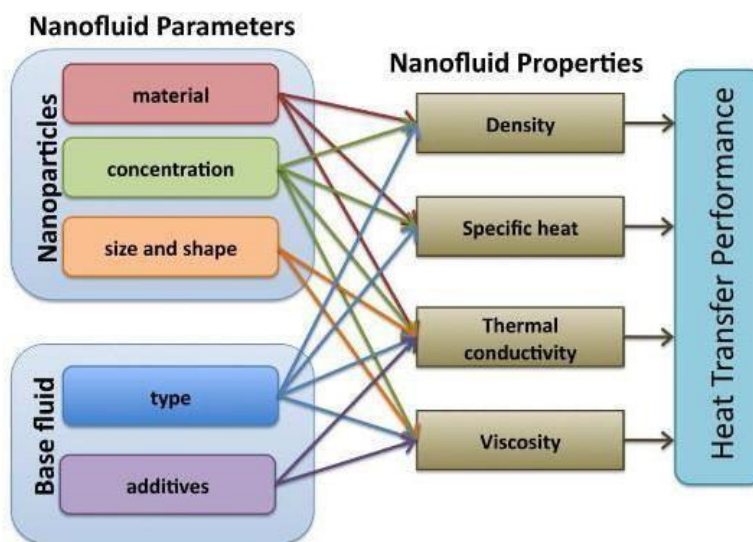 Nanofluid Parameters
Nanoparticles
material
concentration
size and shape
Base fluid
type
additives
Nanofluid Properties
Density
Specific heat
Thermal
conductivity
Viscosity
Heat Transfer Performance